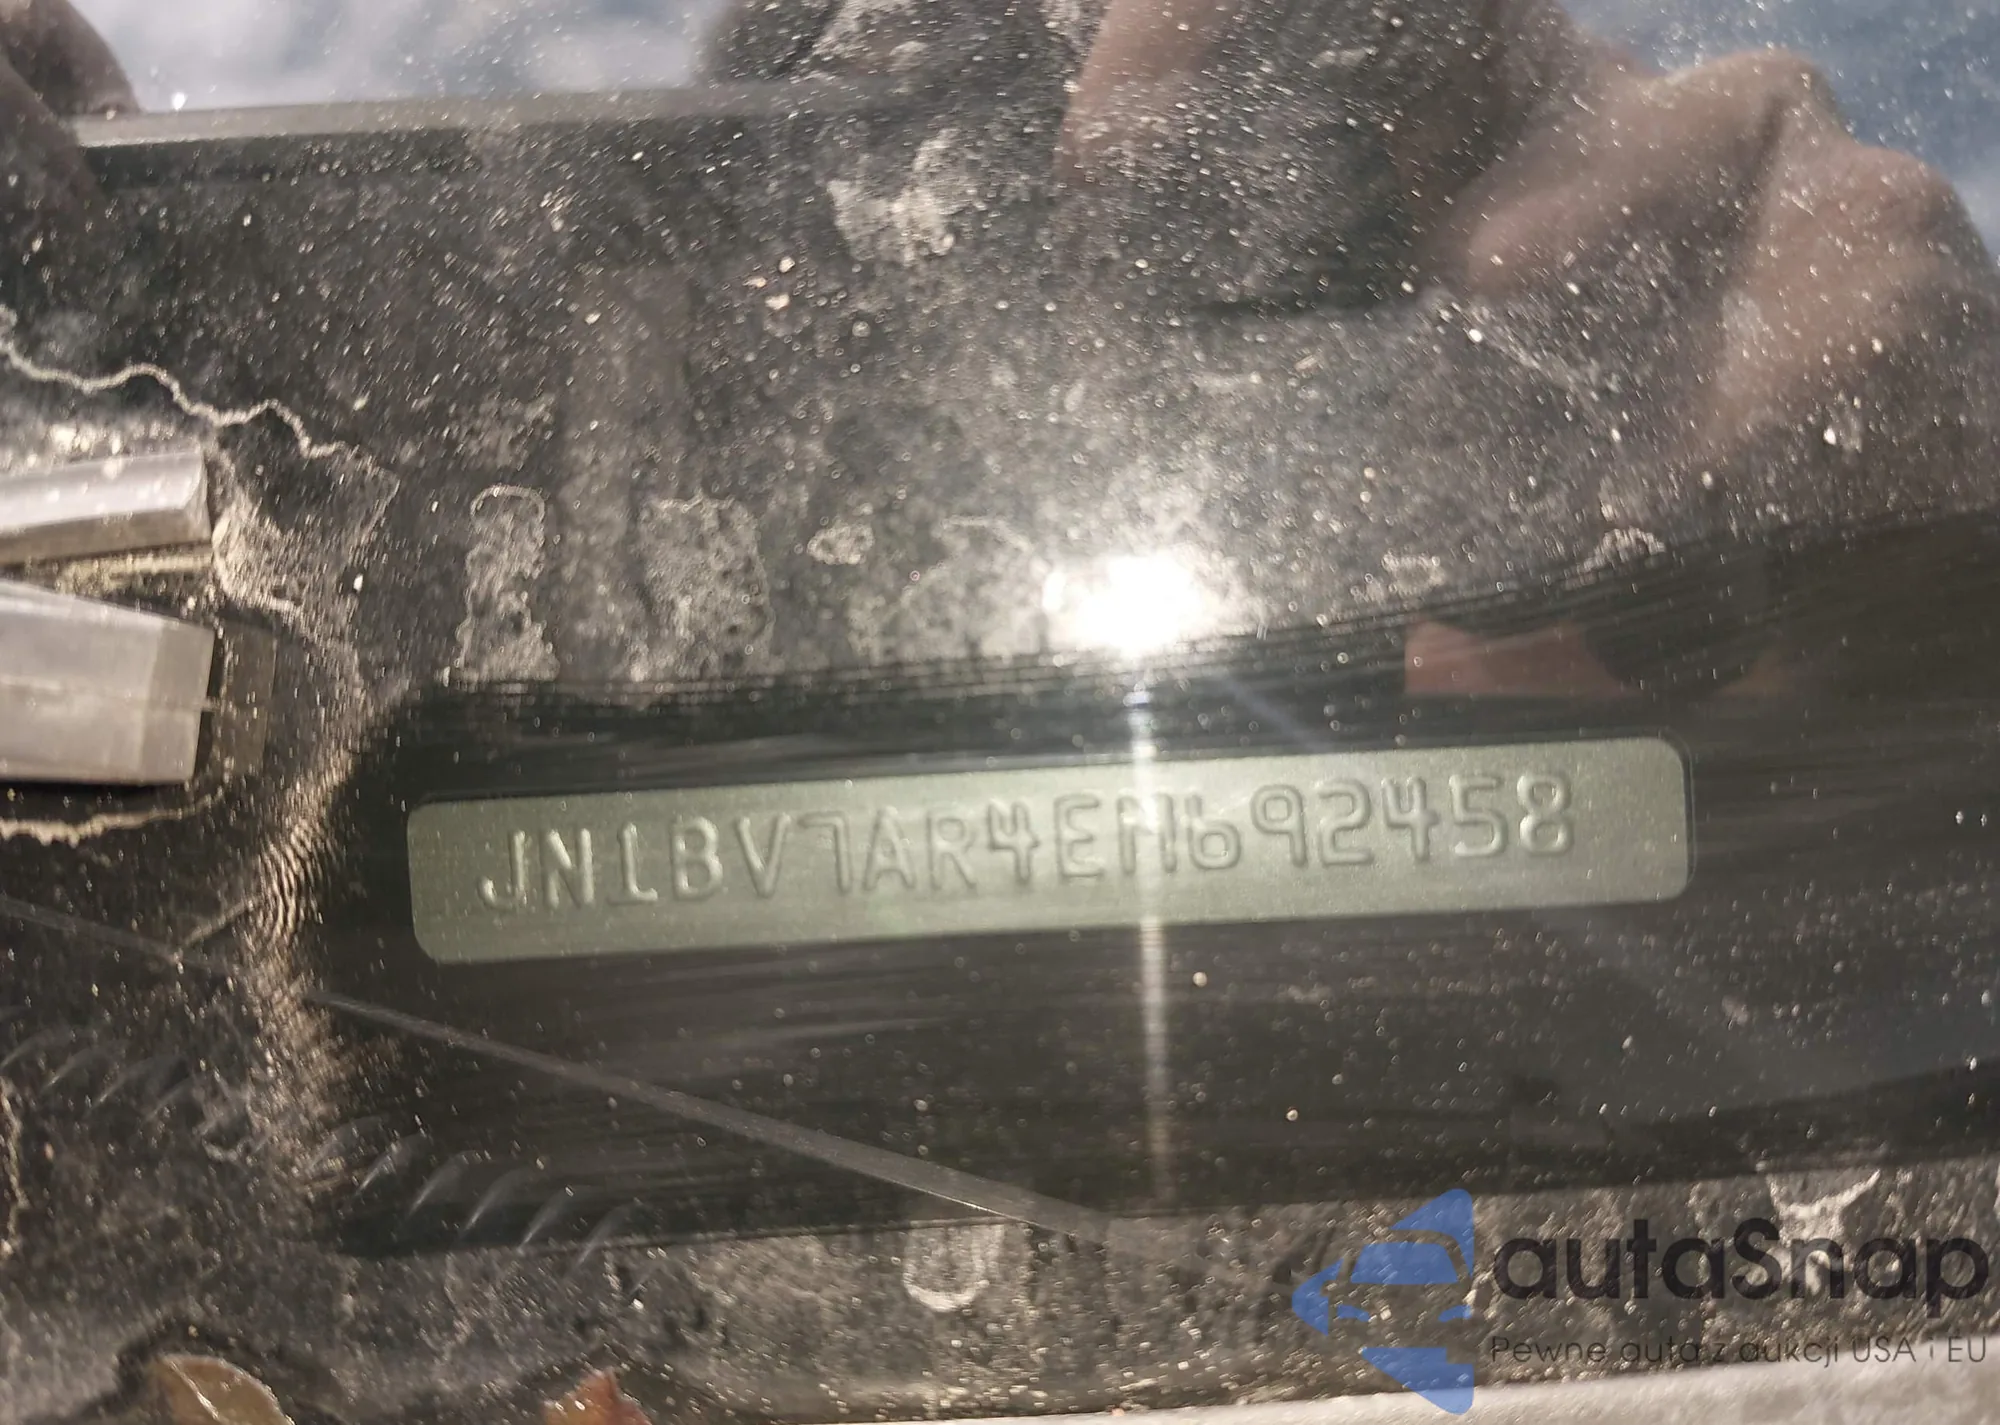 JN1BV7AR4EM692458
autaSnap
Pewne auta z aukcji USA i EU